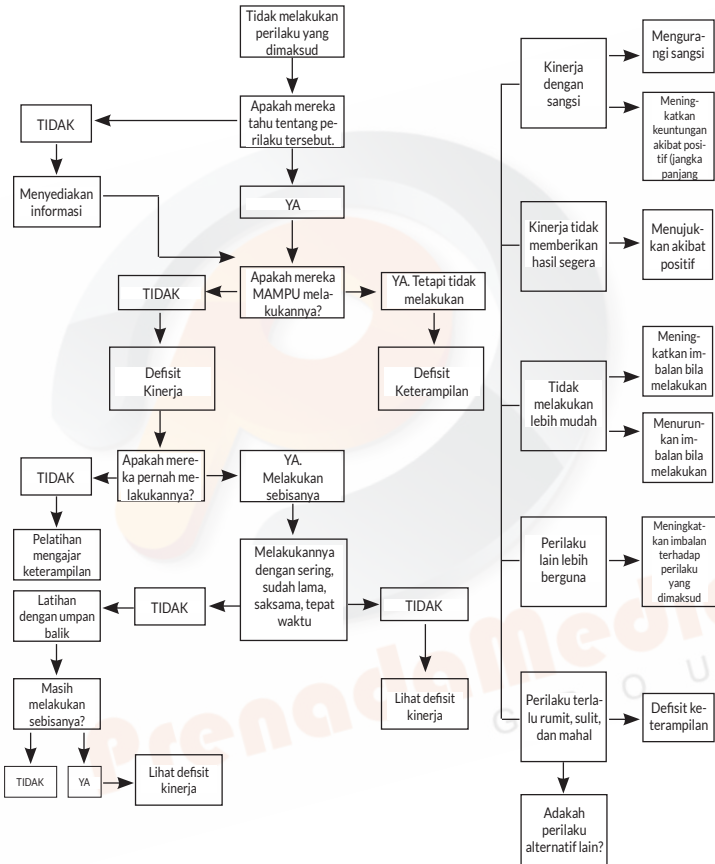 Tidak melakukan
perilaku yang
dimaksud
Apakah mereka
tahu tentang pe-
rilaku tersebut.
TIDAK
Menyediakan
informasi
YA
Apakah mereka
MAMPU mela-
kukannya?
TIDAK
YA. Tetapi tidak
melakukan
Defisit
Kinerja
Defisit
Keterampilan
Apakah mere-
ka pernah me-
lakukannya?
TIDAK
YA.
Melakukan
sebisanya
Pelatihan
mengajar
keterampilan
Melakukannya
dengan sering,
sudah lama,
saksama, tepat
waktu
TIDAK
TIDAK
Latihan
dengan umpan
balik
Lihat defisit
kinerja
Masih
melakukan
sebisanya?
TIDAK
YA
Lihat defisit
kinerja
Kinerja
dengan
sangsi
Mengura-
ngi sangsi
Mening-
katkan
keuntungan
akibat posi-
tif (jangka
panjang
Kinerja tidak
memberikan
hasil segera
Menujuk-
kan akibat
positif
Tidak
melakukan
lebih mudah
Mening-
katkan im-
balan bila
melakukan
Menurun-
kan im-
balan bila
melakukan
Perilaku
lain lebih
berguna
Meningkat-
kan imbalan
terhadap
perilaku
yang
dimaksud
Perilaku terla-
lu rumit, sulit,
dan mahal
Defisit ke-
terampilan
Adakah
perilaku
alternatif lain?
PrenadaMedia